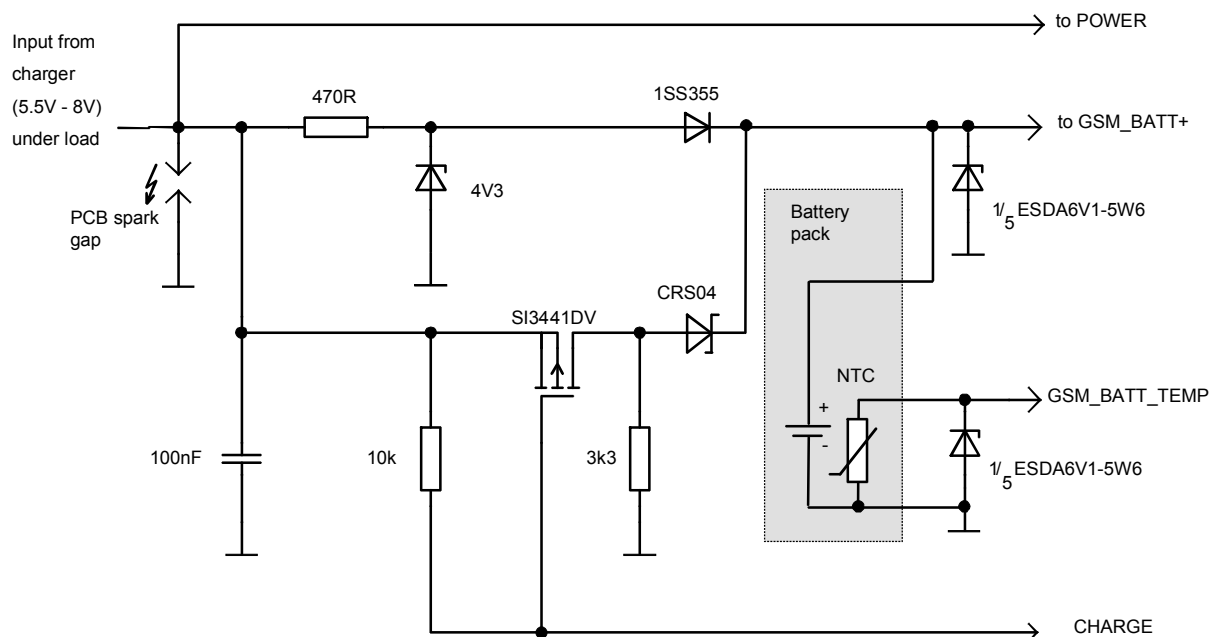 to POWER
Input from
charger
(5.5V - 8V)
under load
470R
1SS355
to GSM_BATT+
4V3
PCB spark
gap
Battery
pack
1/5 ESDA6V1-5W6
CRS04
SI3441DV
NTC
GSM_BATT_TEMP
+
-
100nF
10k
3k3
1/5 ESDA6V1-5W6
CHARGE